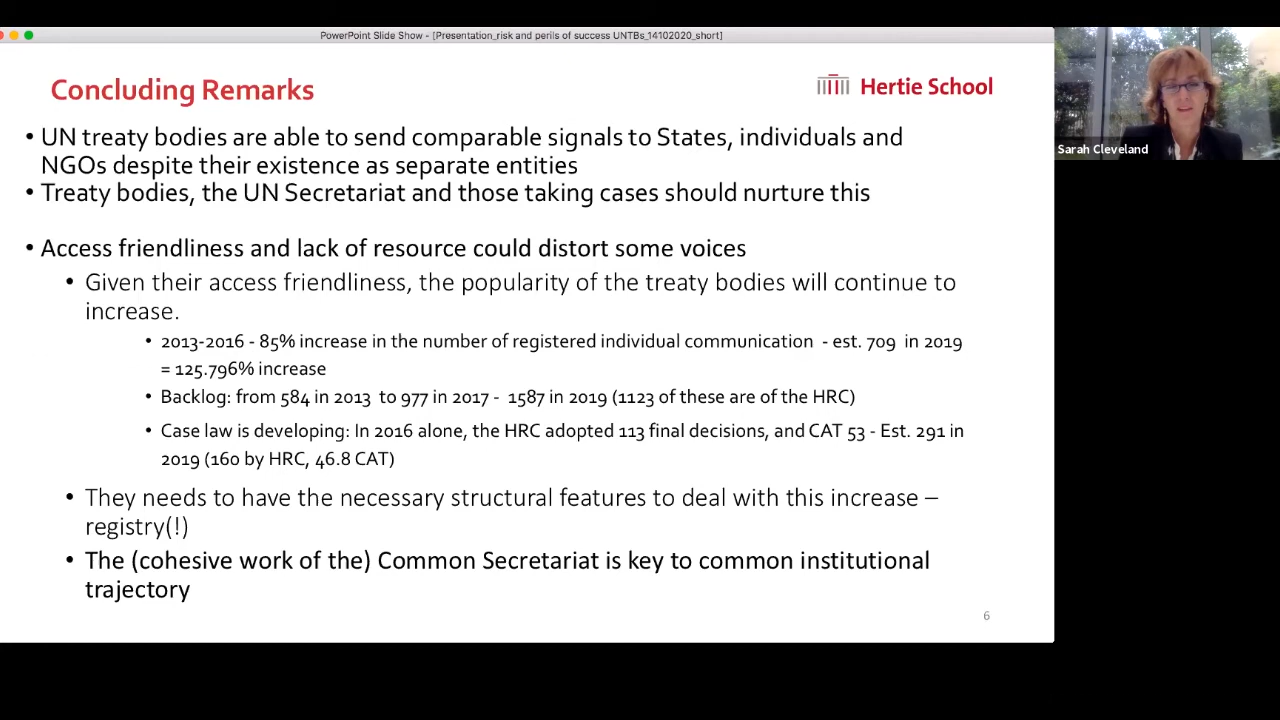 PowerPoint Slide Show - [Presentation_risk and perils of success UNTBs_14102020_short]
Concluding Remarks
Hertie School
• UN treaty bodies are able to send comparable signals to States, individuals and
NGOs despite their existence as separate entities
• Treaty bodies, the UN Secretariat and those taking cases should nurture this
• Access friendliness and lack of resource could distort some voices
• Given their access friendliness, the popularity of the treaty bodies will continue to
increase.
• 2013-2016 - 85% increase in the number of registered individual communication - est. 709 in 2019
= 125.796% increase
• Backlog: from 584 in 2013 to 977 in 2017 - 1587 in 2019 (1123 of these are of the HRC)
• Case law is developing: In 2016 alone, the HRC adopted 113 final decisions, and CAT 53 - Est. 291 in
2019 (160 by HRC, 46.8 CAT)
• They needs to have the necessary structural features to deal with this increase –
registry(!)
• The (cohesive work of the) Common Secretariat is key to common institutional
trajectory
6
Sarah Cleveland